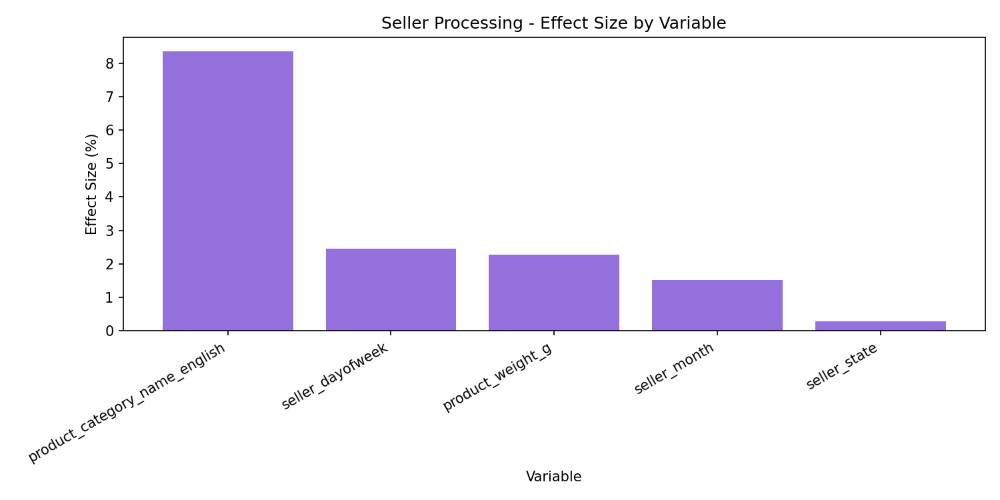 Seller Processing - Effect Size by Variable
Effect Size (%)
8
7
6
5
4
3
2
1
0
product_category_name_english
seller_dayofweek
product_weight_g
seller_month
seller_state
Variable